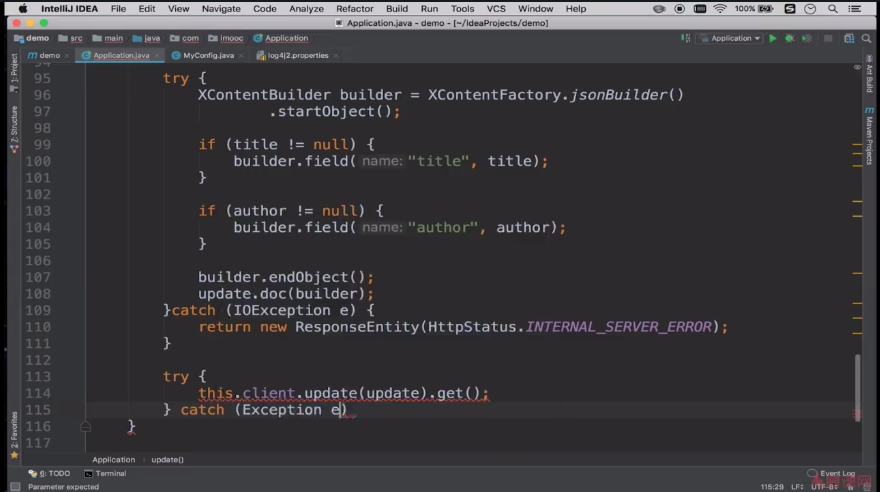 IntelliJ IDEA File Edit View Navigate Code Analyze Refactor Build Run Tools VCS Window Help 100%
Application.java - demo - [~/IdeaProjects/demo]
demo src main java com imooc Application Application
demo Application.java MyConfig.java log4j2.properties
1: Project
Z: Structure
2: Favorites
Ant Build
Maven Projects
94
95 try {
96 XContentBuilder builder = XContentFactory.jsonBuilder()
97 .startObject();
98
99 if (title != null) {
100 builder.field( name: "title", title);
101 }
102
103 if (author != null) {
104 builder.field( name: "author", author);
105 }
106
107 builder.endObject();
108 update.doc(builder);
109 }catch (IOException e) {
110 return new ResponseEntity(HttpStatus.INTERNAL_SERVER_ERROR);
111 }
112
113 try {
114 this.client.update(update).get();
115 } catch (Exception e)
116 }
117
Application update()
6: TODO Terminal Event Log
Parameter expected 115:29 LF÷ UTF-8÷